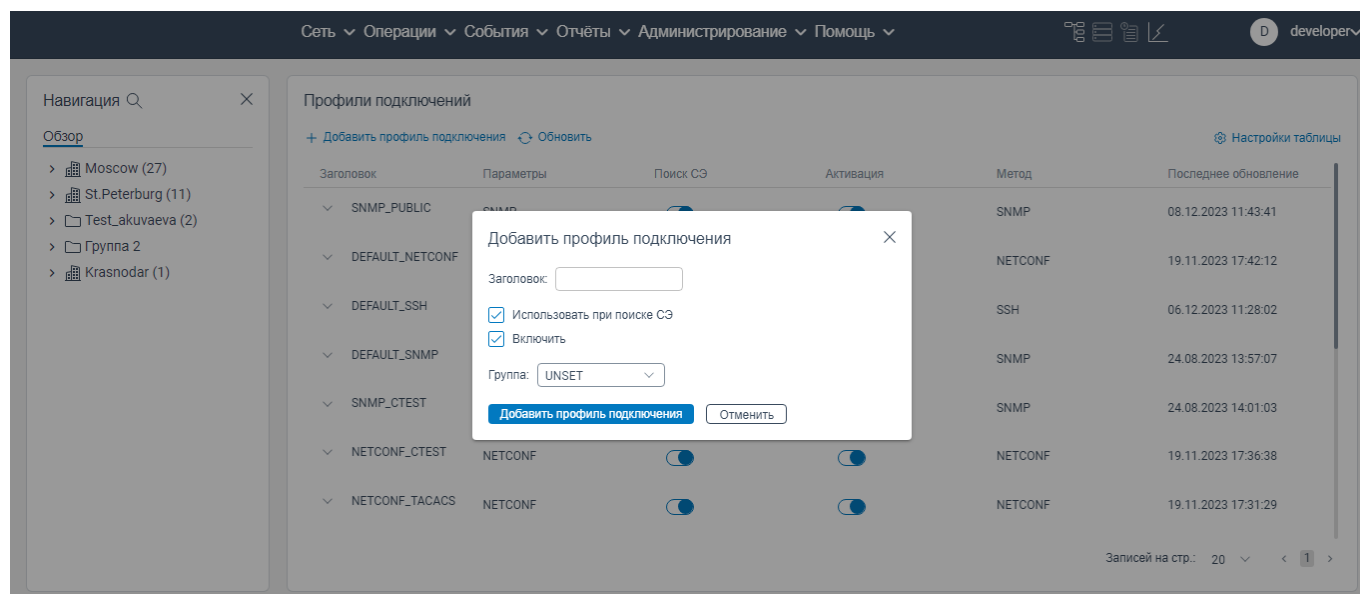 Сеть Операции События Отчёты Администрирование Помощь D developer
Навигация
Обзор
Moscow (27)
St.Peterburg (11)
Test_akuvaeva (2)
Группа 2
Krasnodar (1)
Профили подключений
+ Добавить профиль подключения Обновить Настройки таблицы
Заголовок Параметры Поиск СЭ Активация Метод Последнее обновление
SNMP_PUBLIC SNMP SNMP 08.12.2023 11:43:41
DEFAULT_NETCONF NETCONF 19.11.2023 17:42:12
DEFAULT_SSH SSH 06.12.2023 11:28:02
DEFAULT_SNMP SNMP 24.08.2023 13:57:07
SNMP_CTEST SNMP 24.08.2023 14:01:03
NETCONF_CTEST NETCONF NETCONF 19.11.2023 17:36:38
NETCONF_TACACS NETCONF NETCONF 19.11.2023 17:31:29
Записей на стр.: 20 1
Добавить профиль подключения
Заголовок:
Использовать при поиске СЭ
Включить
Группа: UNSET
Добавить профиль подключения Отменить